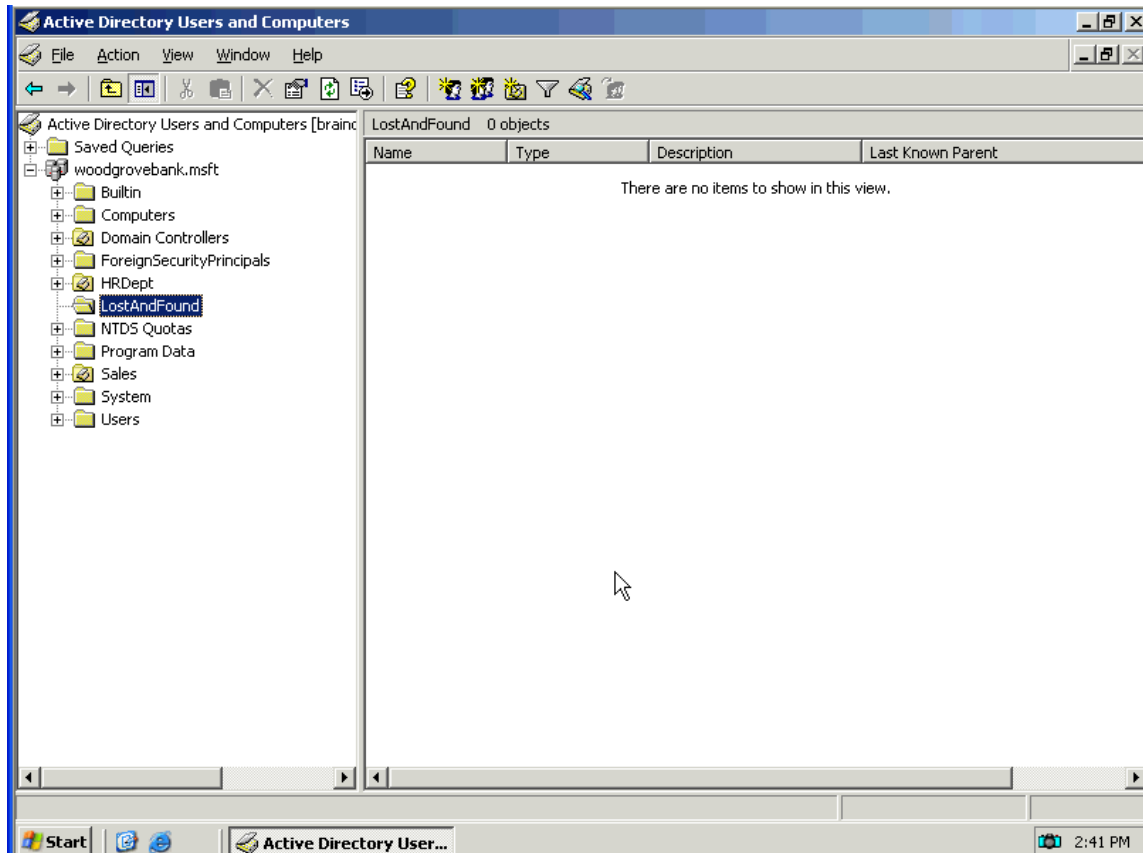 Active Directory Users and Computers
File Action View Window Help
Active Directory Users and Computers [brainc
LostAndFound 0 objects
Saved Queries
Name Type Description Last Known Parent
woodgrovebank.msft
There are no items to show in this view.
Builtin
Computers
Domain Controllers
ForeignSecurityPrincipals
HRDept
LostAndFound
NTDS Quotas
Program Data
Sales
System
Users
Start
Active Directory User...
2:41 PM